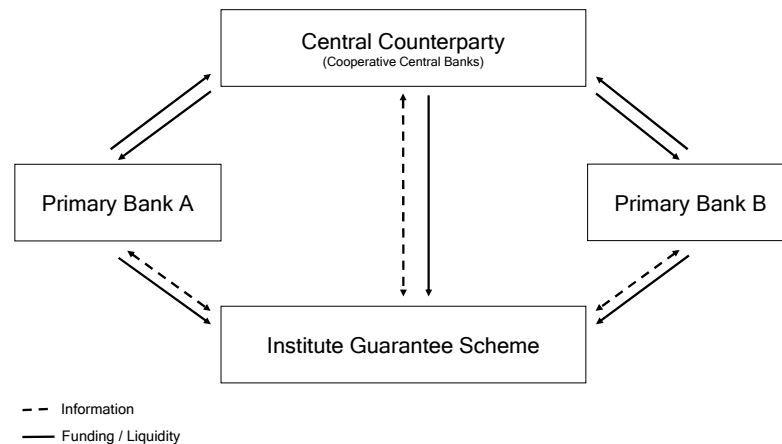 Central Counterparty
(Cooperative Central Banks)
Primary Bank A
Primary Bank B
Institute Guarantee Scheme
Information
Funding / Liquidity